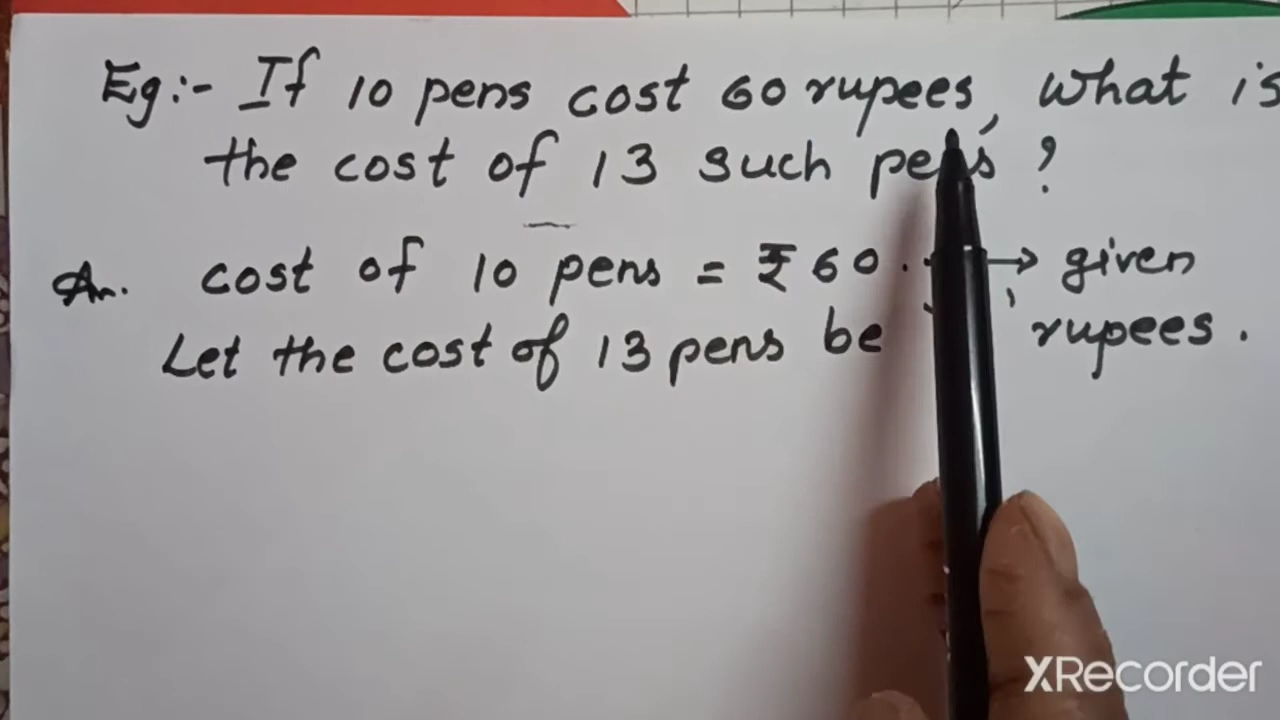 Eg:- If 10 pens cost 60 rupees, what is
the cost of 13 such pens ?
An. cost of 10 pens = ₹ 60. → given
Let the cost of 13 pens be rupees.
XRecorder